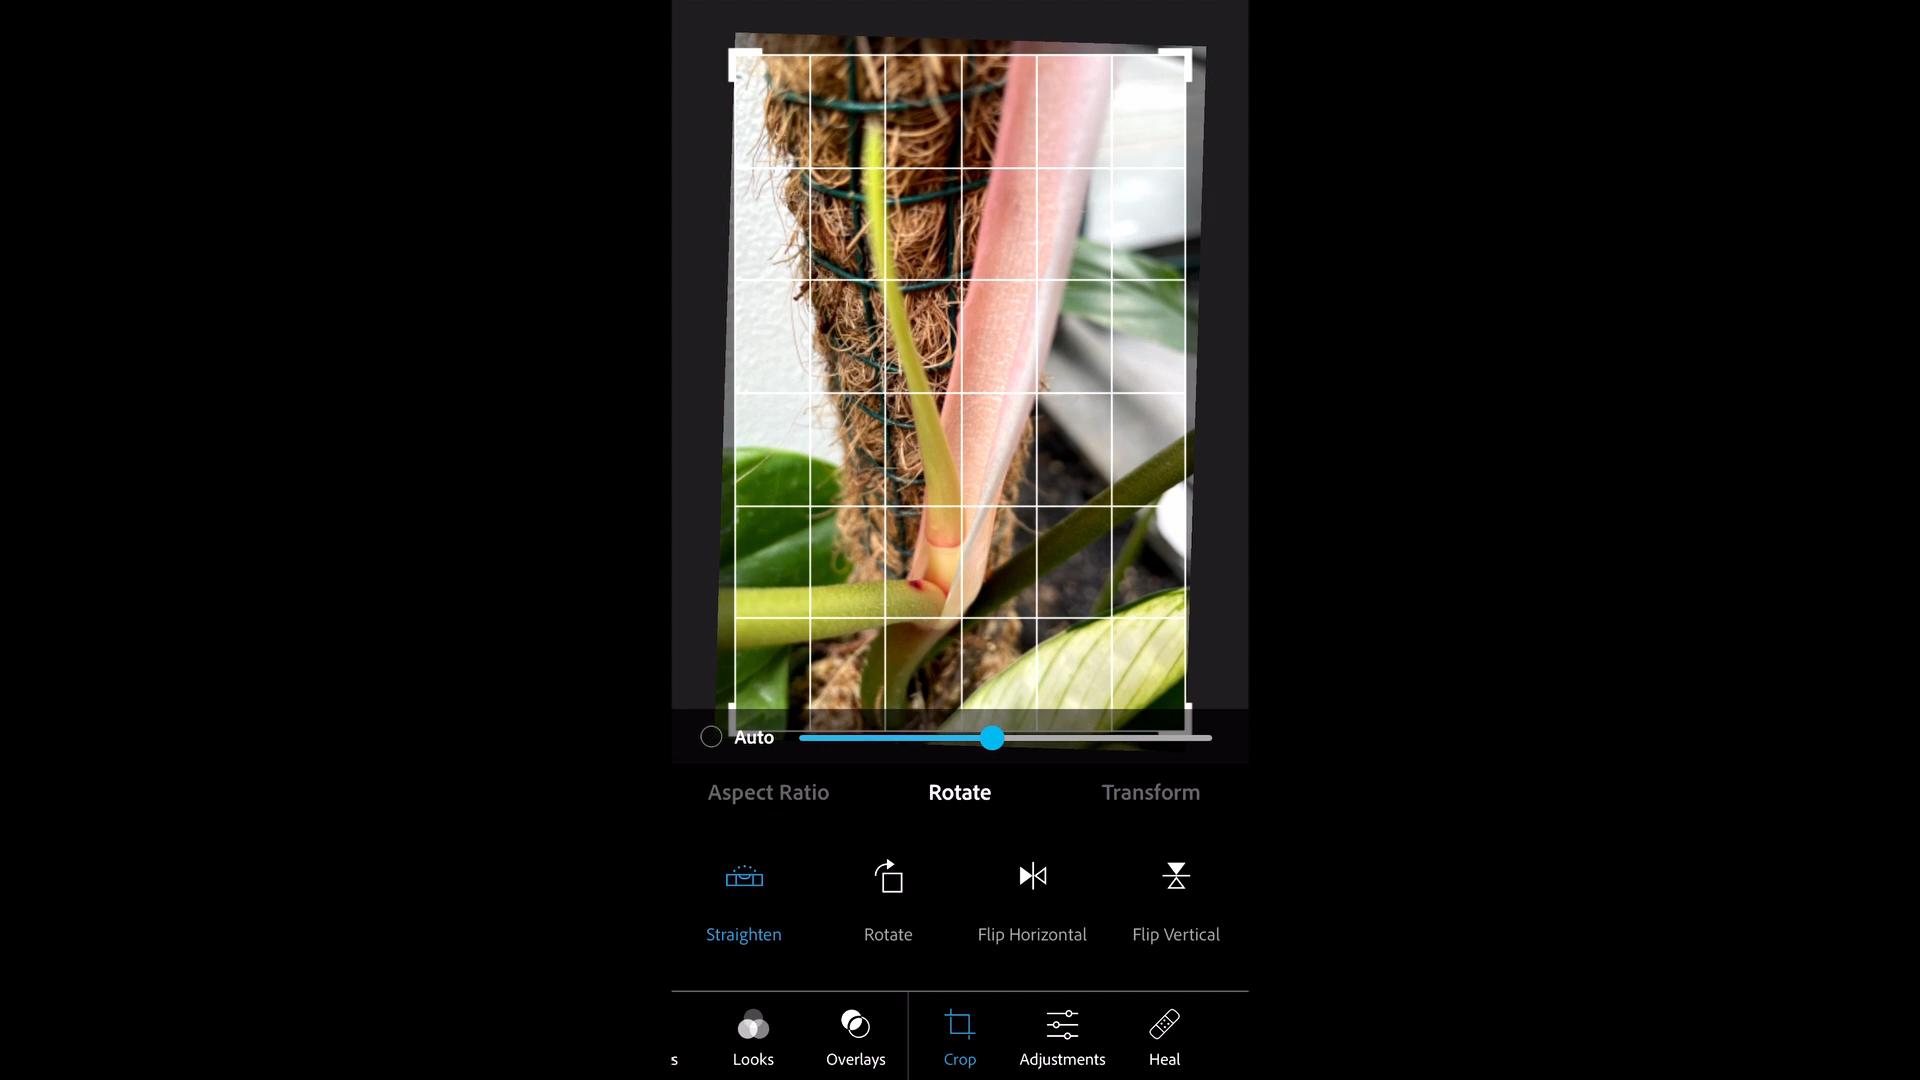 Auto
Aspect Ratio Rotate Transform
Straighten Rotate Flip Horizontal Flip Vertical
s Looks Overlays Crop Adjustments Heal